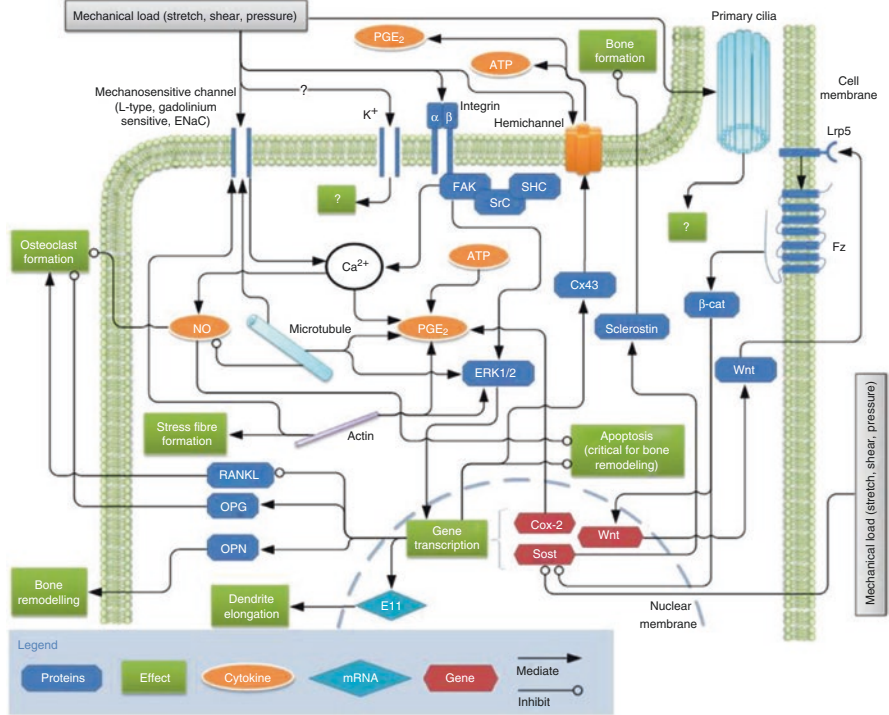 Mechanical load (stretch, shear, pressure)
Primary cilia
PGE2
Bone
formation
ATP
Cell
membrane
Mechanosensitive channel
(L-type, gadolinium
sensitive, ENaC)
?
K+
Integrin
α β
Hemichannel
Lrp5
FAK
SHC
SrC
?
?
Osteoclast
formation
Ca2+
ATP
Fz
Cx43
β-cat
NO
Microtubule
PGE2
Sclerostin
ERK1/2
Wnt
Stress fibre
formation
Actin
Apoptosis
(critical for bone
remodeling)
Mechanical load (stretch, shear, pressure)
RANKL
OPG
OPN
Gene
transcription
Cox-2
Wnt
Sost
Bone
remodelling
Dendrite
elongation
E11
Nuclear
membrane
Legend
Proteins
Effect
Cytokine
mRNA
Gene
Mediate
Inhibit